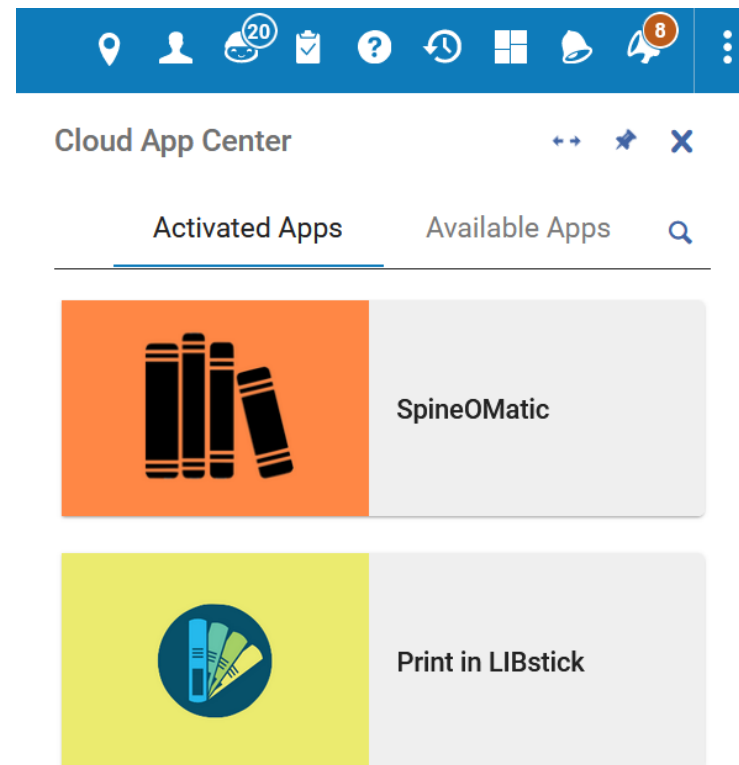 20
?
8
Cloud App Center
Activated Apps Available Apps
SpineOMatic
Print in LIBstick